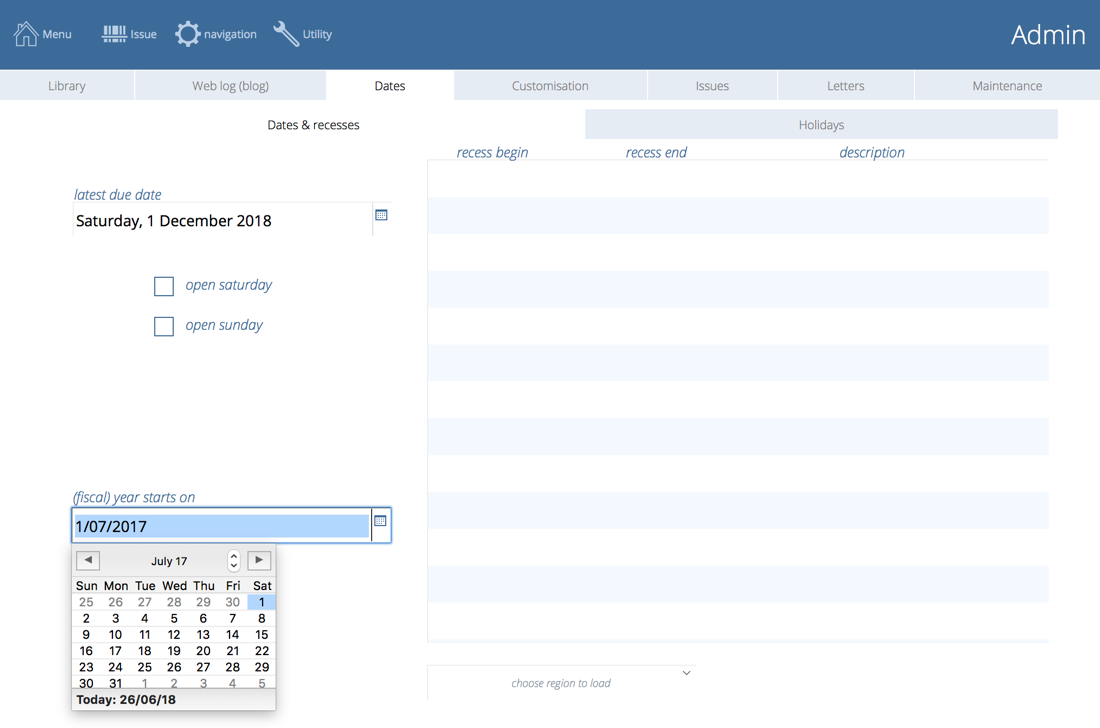 Menu Issue navigation Utility Admin
Library Web log (blog) Dates Customisation Issues Letters Maintenance
Dates & recesses Holidays
recess begin recess end description
latest due date
Saturday, 1 December 2018
open saturday
open sunday
(fiscal) year starts on
1/07/2017
July 17
Sun Mon Tue Wed Thu Fri Sat
25 26 27 28 29 30 1
2 3 4 5 6 7 8
9 10 11 12 13 14 15
16 17 18 19 20 21 22
23 24 25 26 27 28 29
30 31 1 2 3 4 5
Today: 26/06/18
choose region to load